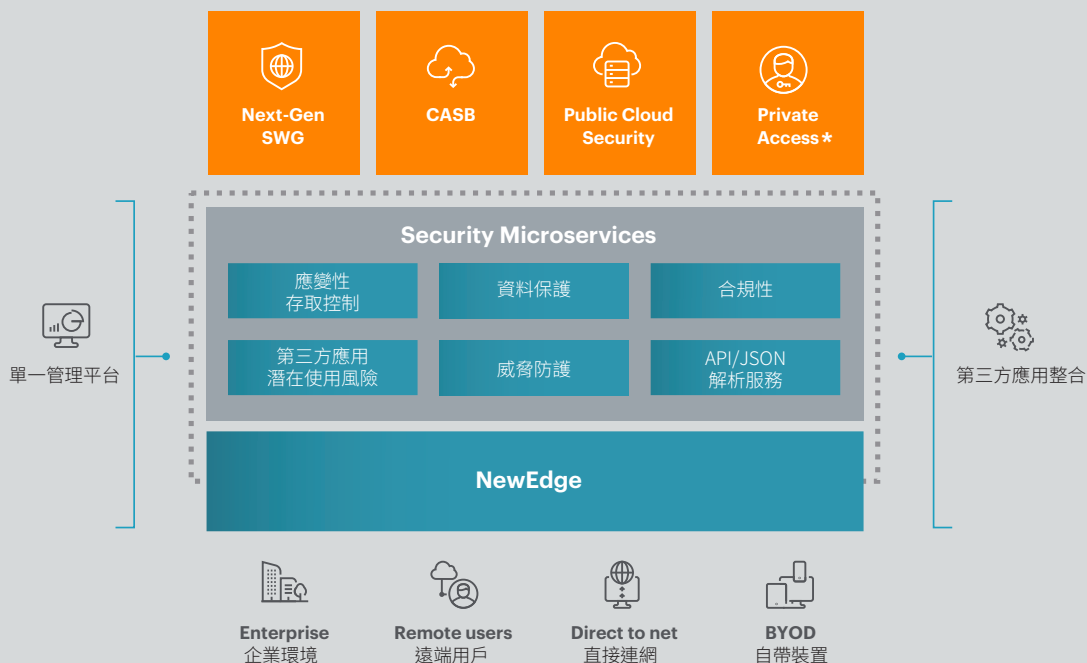 Next-Gen
SWG
CASB
Public Cloud
Security
Private
Access*
Security Microservices
應變性
存取控制
資料保護
合規性
第三方應用
潛在使用風險
威脅防護
API/JSON
解析服務
單一管理平台
第三方應用整合
NewEdge
Enterprise
企業環境
Remote users
遠端用戶
Direct to net
直接連網
BYOD
自帶裝置